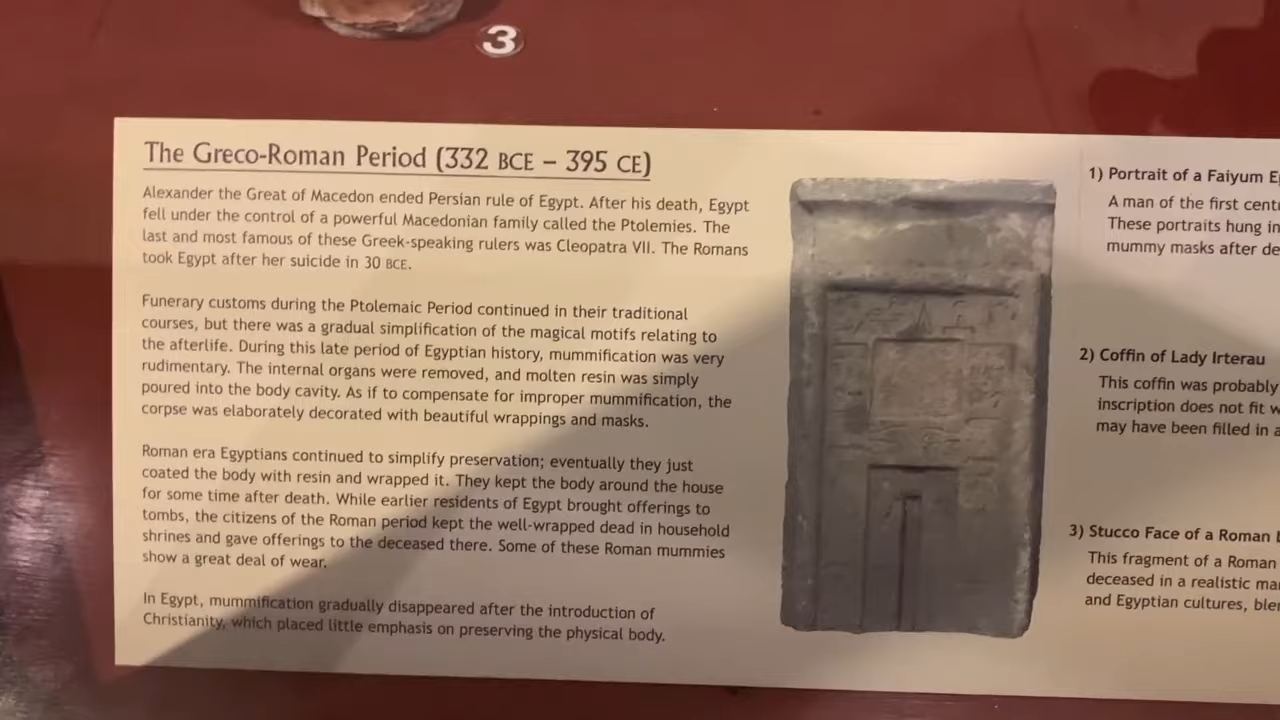 3
The Greco-Roman Period (332 BCE – 395 CE)
Alexander the Great of Macedon ended Persian rule of Egypt. After his death, Egypt
fell under the control of a powerful Macedonian family called the Ptolemies. The
last and most famous of these Greek-speaking rulers was Cleopatra VII. The Romans
took Egypt after her suicide in 30 BCE.
Funerary customs during the Ptolemaic Period continued in their traditional
courses, but there was a gradual simplification of the magical motifs relating to
the afterlife. During this late period of Egyptian history, mummification was very
rudimentary. The internal organs were removed, and molten resin was simply
poured into the body cavity. As if to compensate for improper mummification, the
corpse was elaborately decorated with beautiful wrappings and masks.
Roman era Egyptians continued to simplify preservation; eventually they just
coated the body with resin and wrapped it. They kept the body around the house
for some time after death. While earlier residents of Egypt brought offerings to
tombs, the citizens of the Roman period kept the well-wrapped dead in household
shrines and gave offerings to the deceased there. Some of these Roman mummies
show a great deal of wear.
In Egypt, mummification gradually disappeared after the introduction of
Christianity, which placed little emphasis on preserving the physical body.
1) Portrait of a Faiyum
A man of the first
These portraits hung in
mummy masks after
2) Coffin of Lady Irterau
This coffin was probably
inscription does not fit
may have been filled in
3) Stucco Face of a Roman
This fragment of a Roman
deceased in a realistic
and Egyptian cultures,